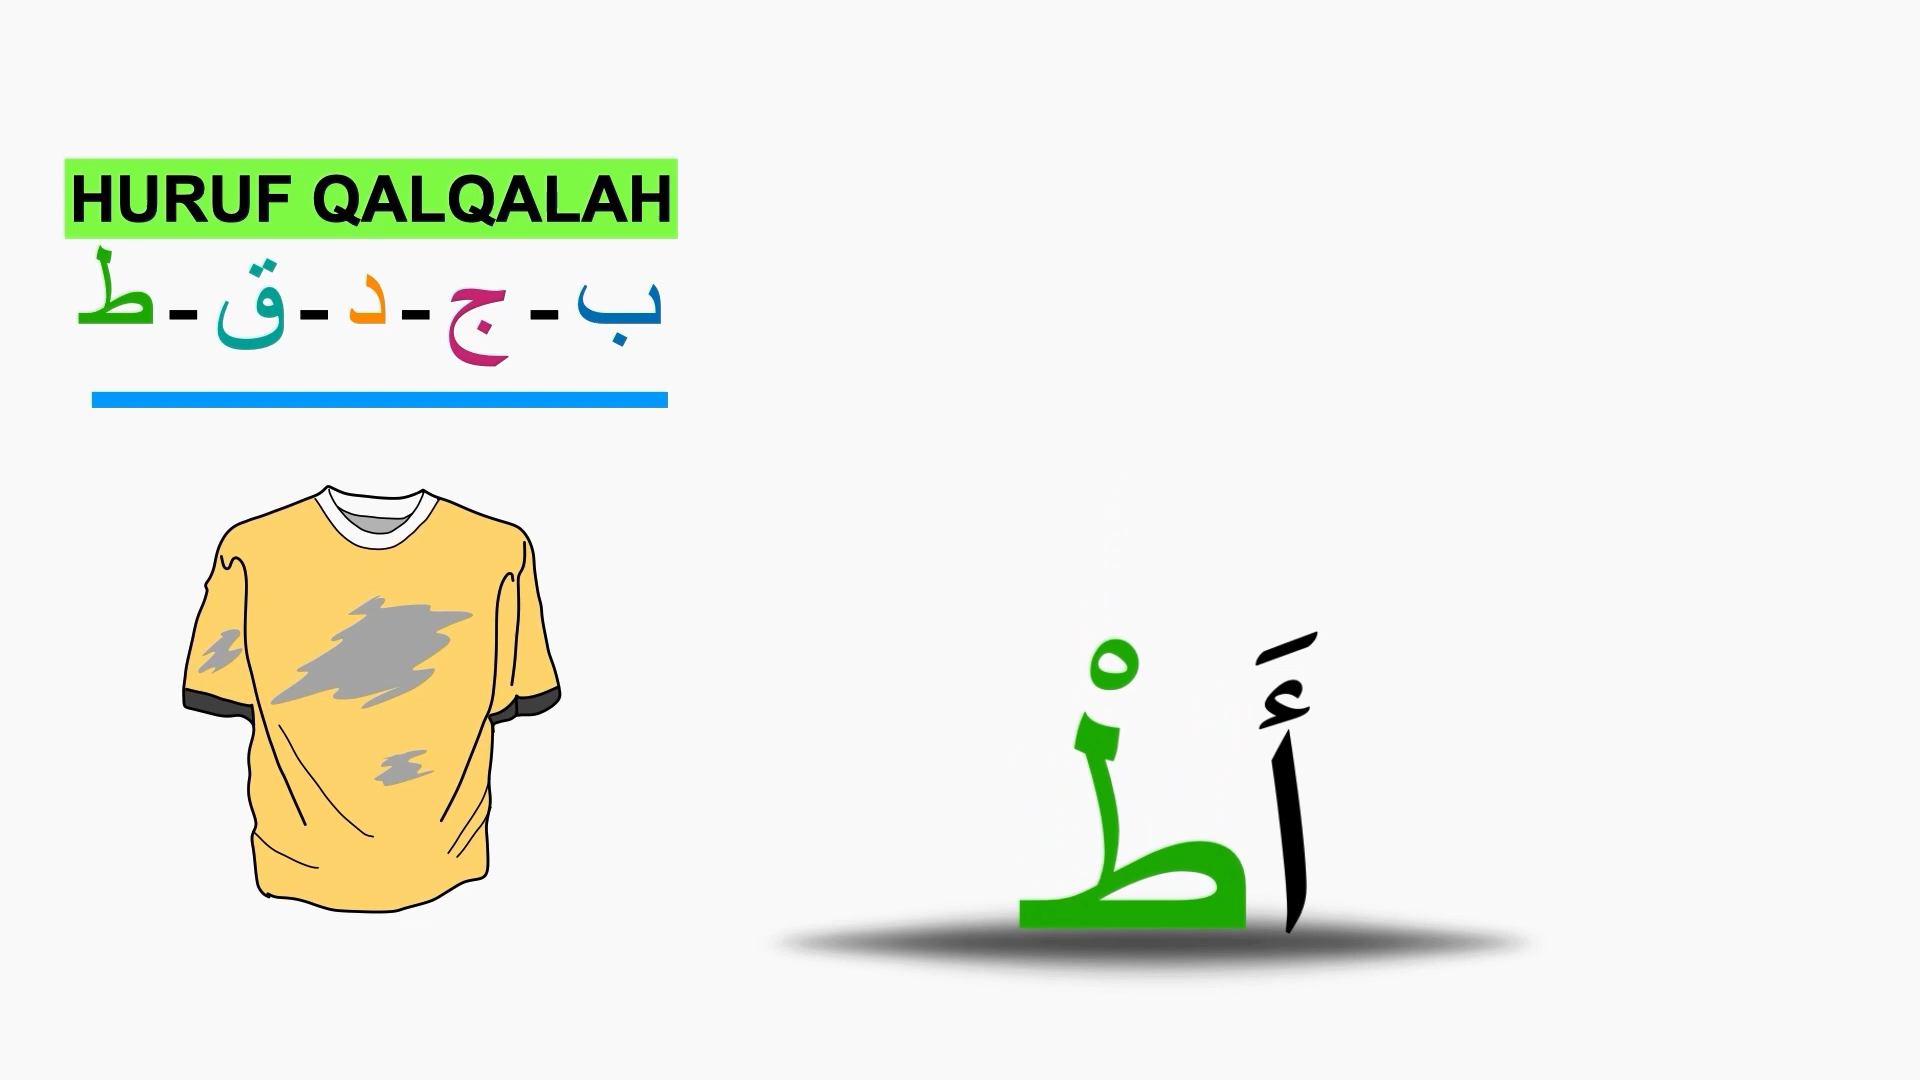 HURUF QALQALAH
ب - ج - د - ق - ط
أَطْ